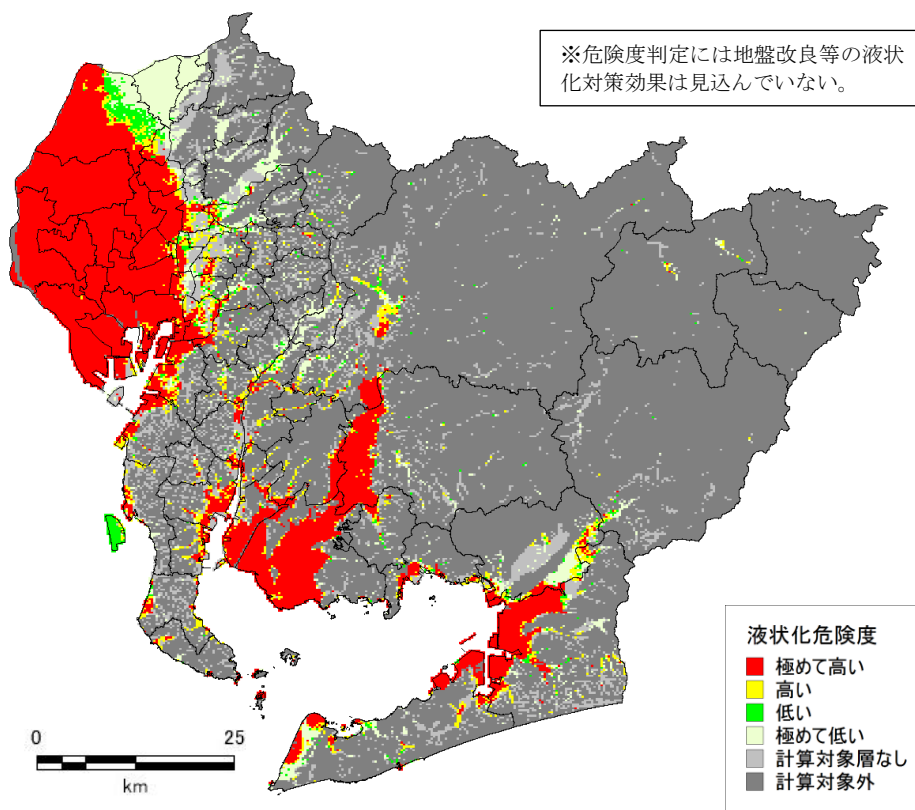 ※危険度判定には地盤改良等の液状
化対策効果は見込んでいない。
液状化危険度
極めて高い
高い
低い
極めて低い
計算対象層なし
計算対象外
0 25
km